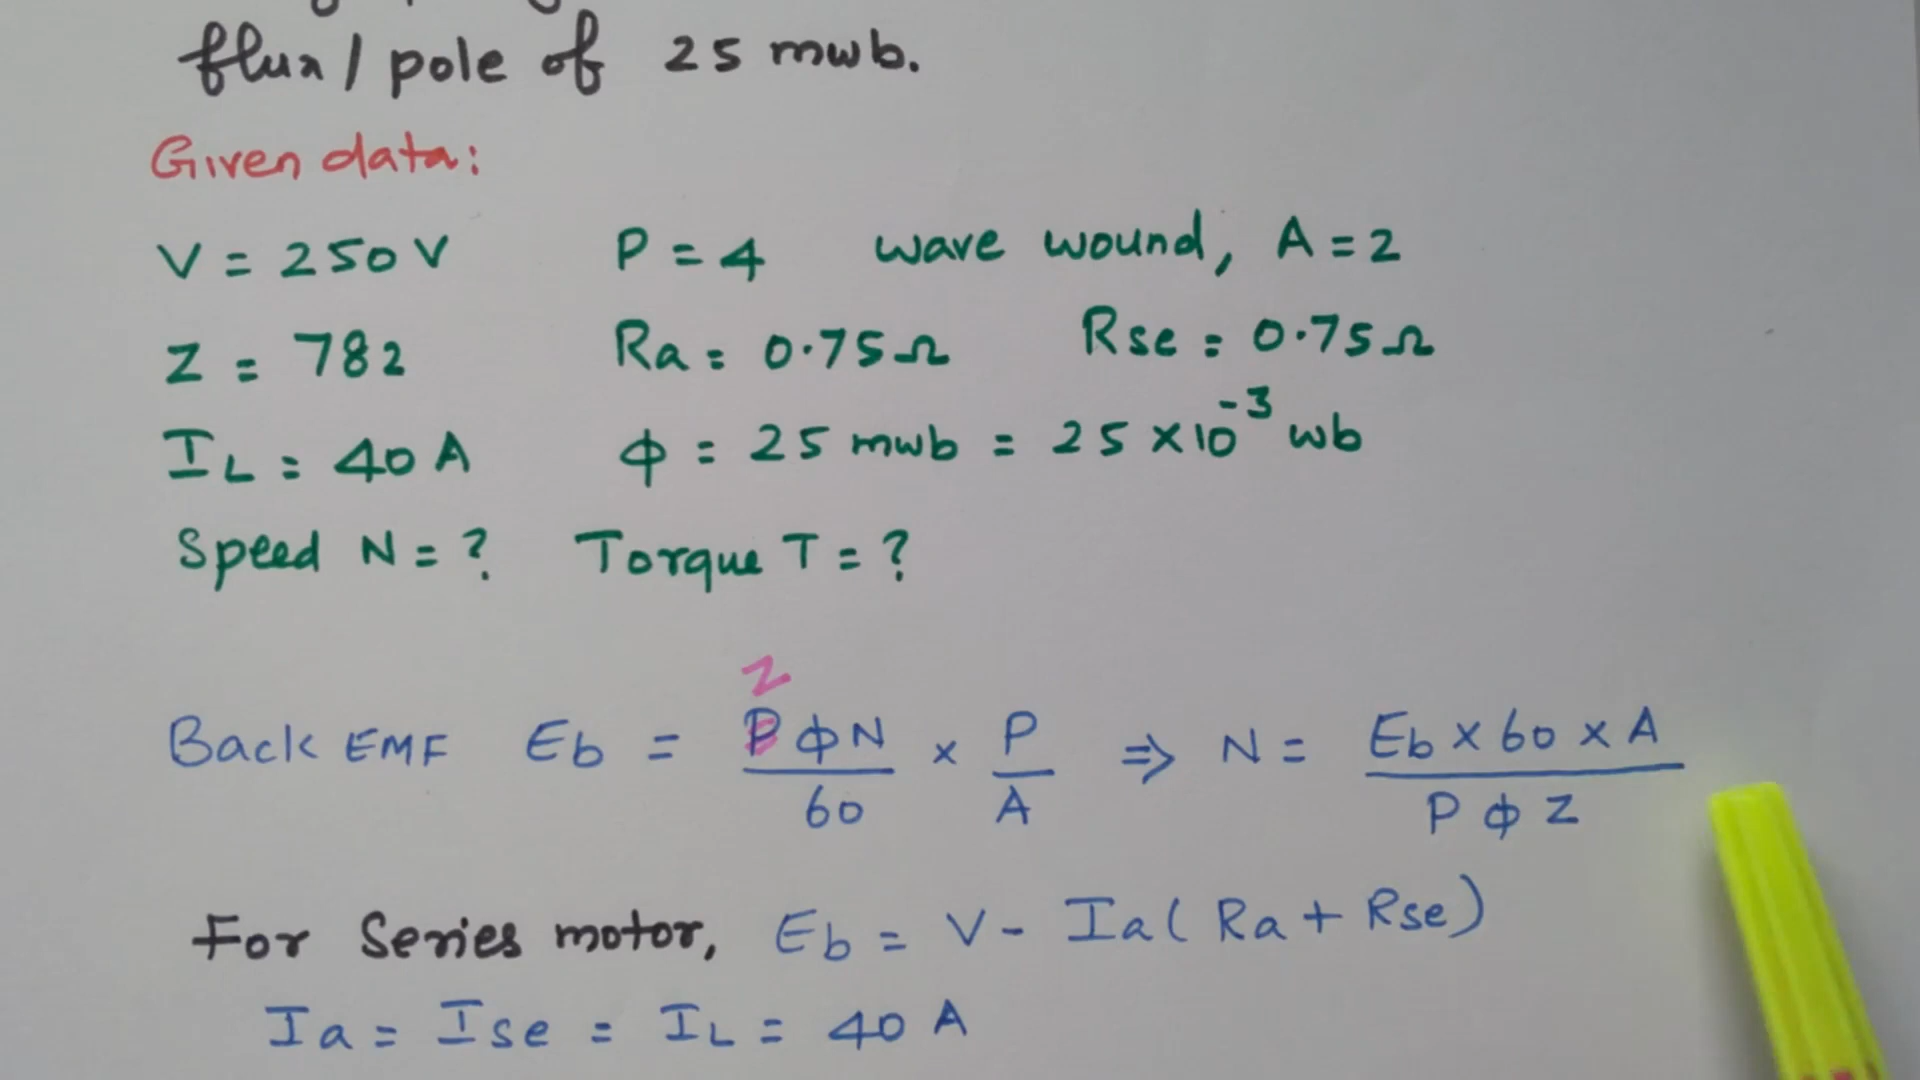 flux / pole of 25 mwb.
Given data:
V = 250 V P = 4 wave wound, A = 2
Z = 782 Ra = 0.75 Ω Rse = 0.75 Ω
IL = 40 A ϕ = 25 mwb = 25 × 10^-3 wb
Speed N = ? Torque T = ?
Z
Back EMF Eb = PϕN/60 × P/A ⇒ N = Eb × 60 × A / PϕZ
For Series motor, Eb = V - Ia (Ra + Rse)
Ia = Ise = IL = 40 A